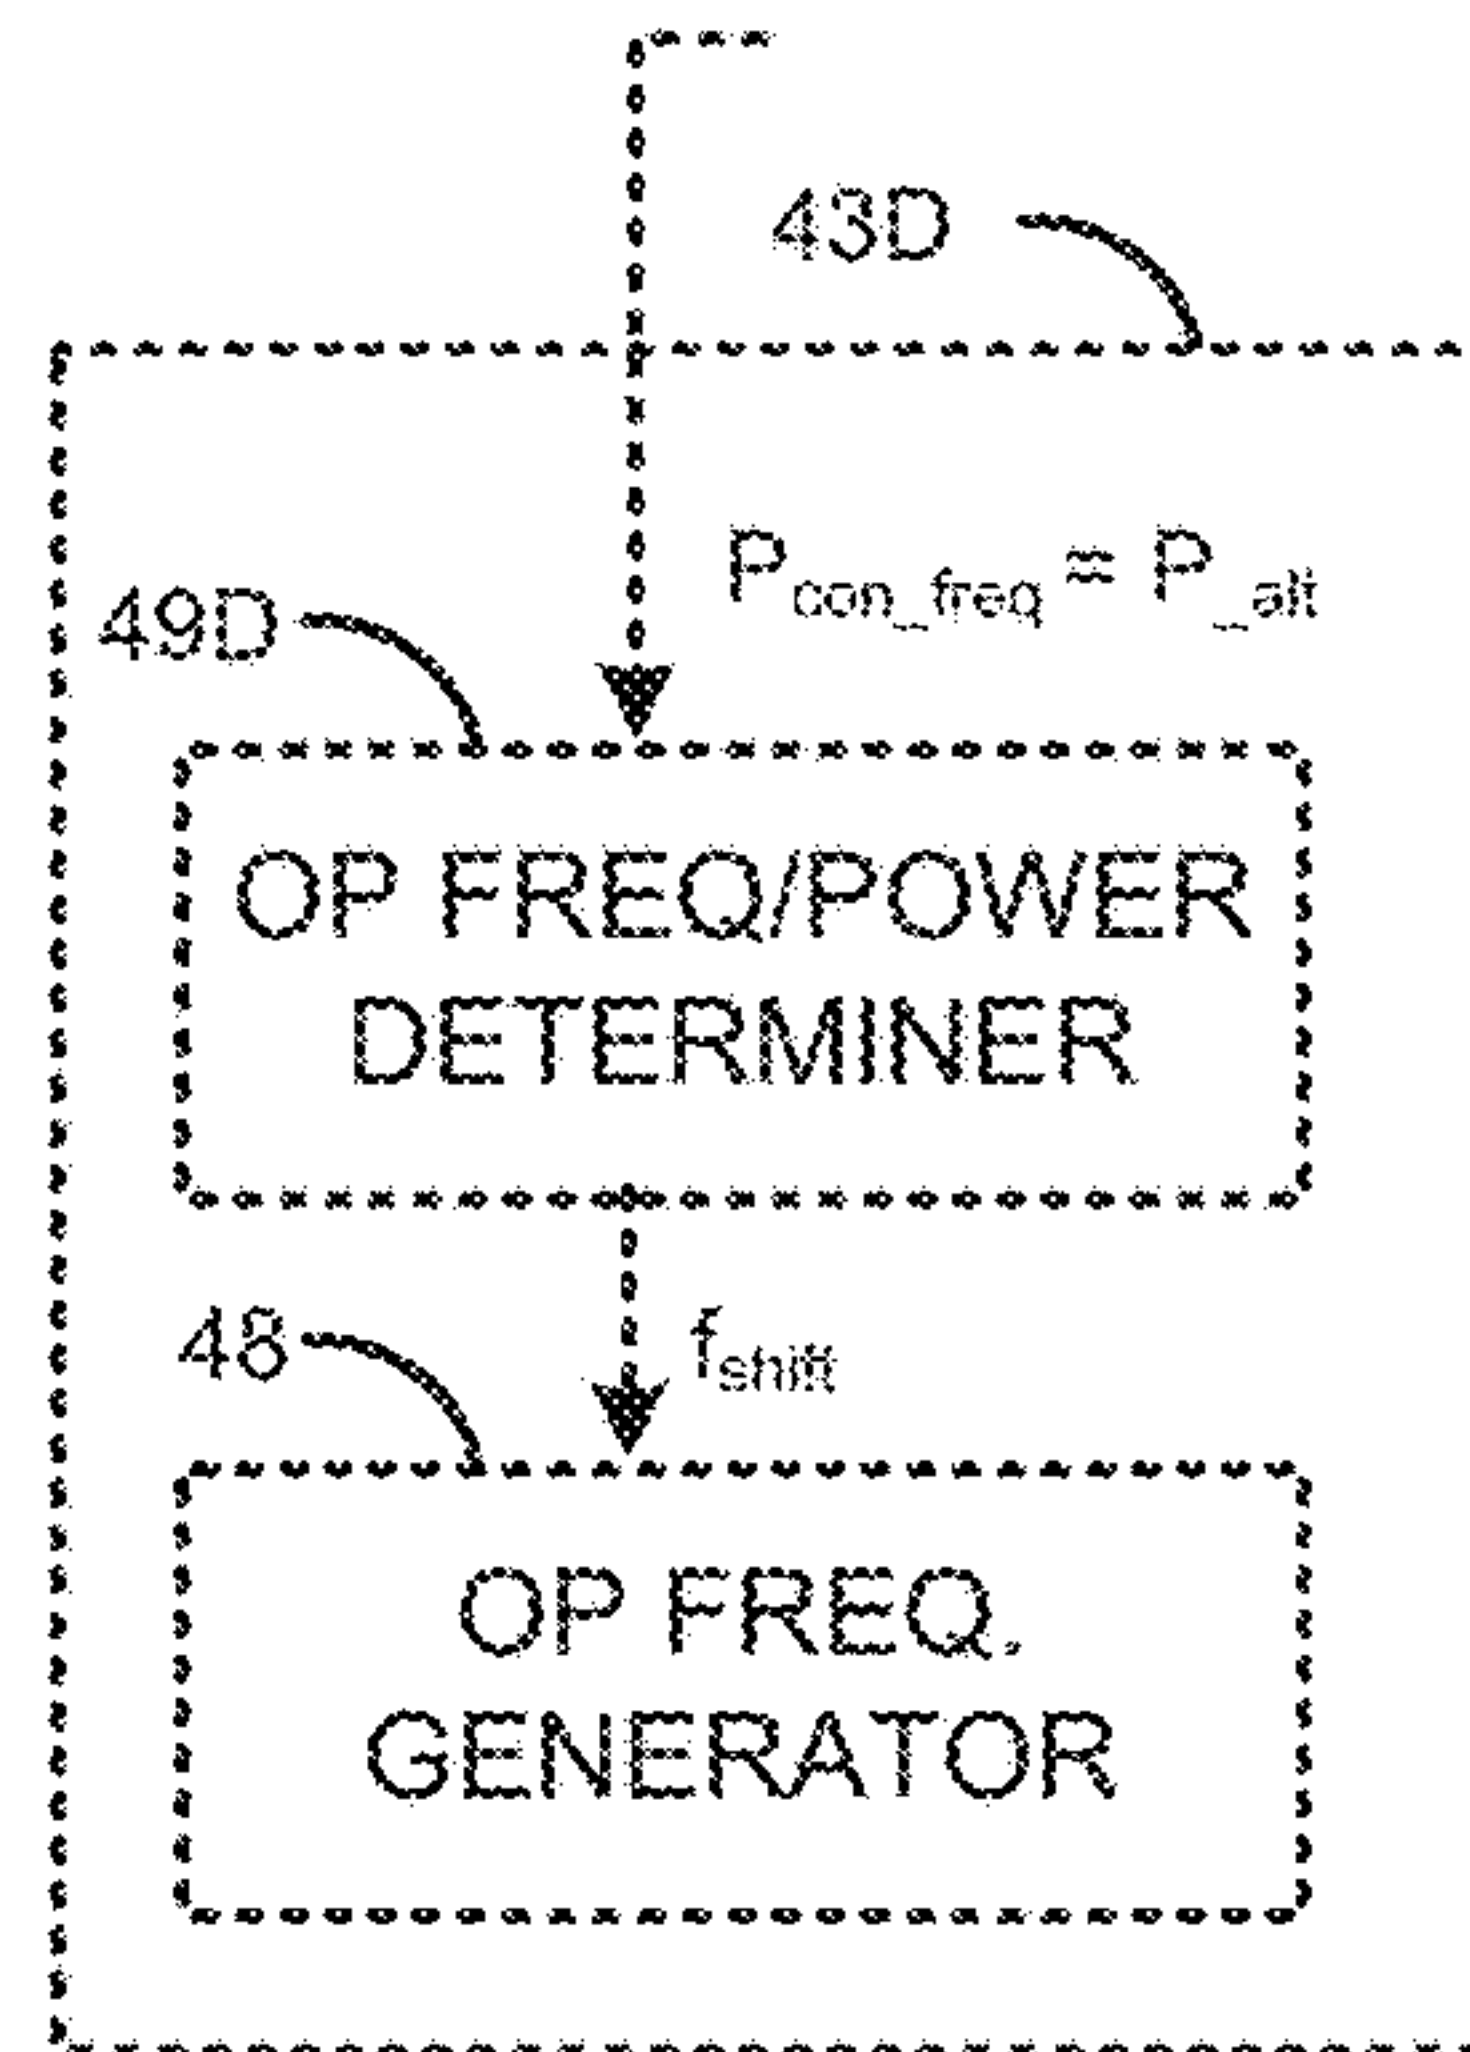 43D
P_con_freq = P_alt
49D
OP FREQ/POWER
DETERMINER
48
f_shift
OP FREQ.
GENERATOR